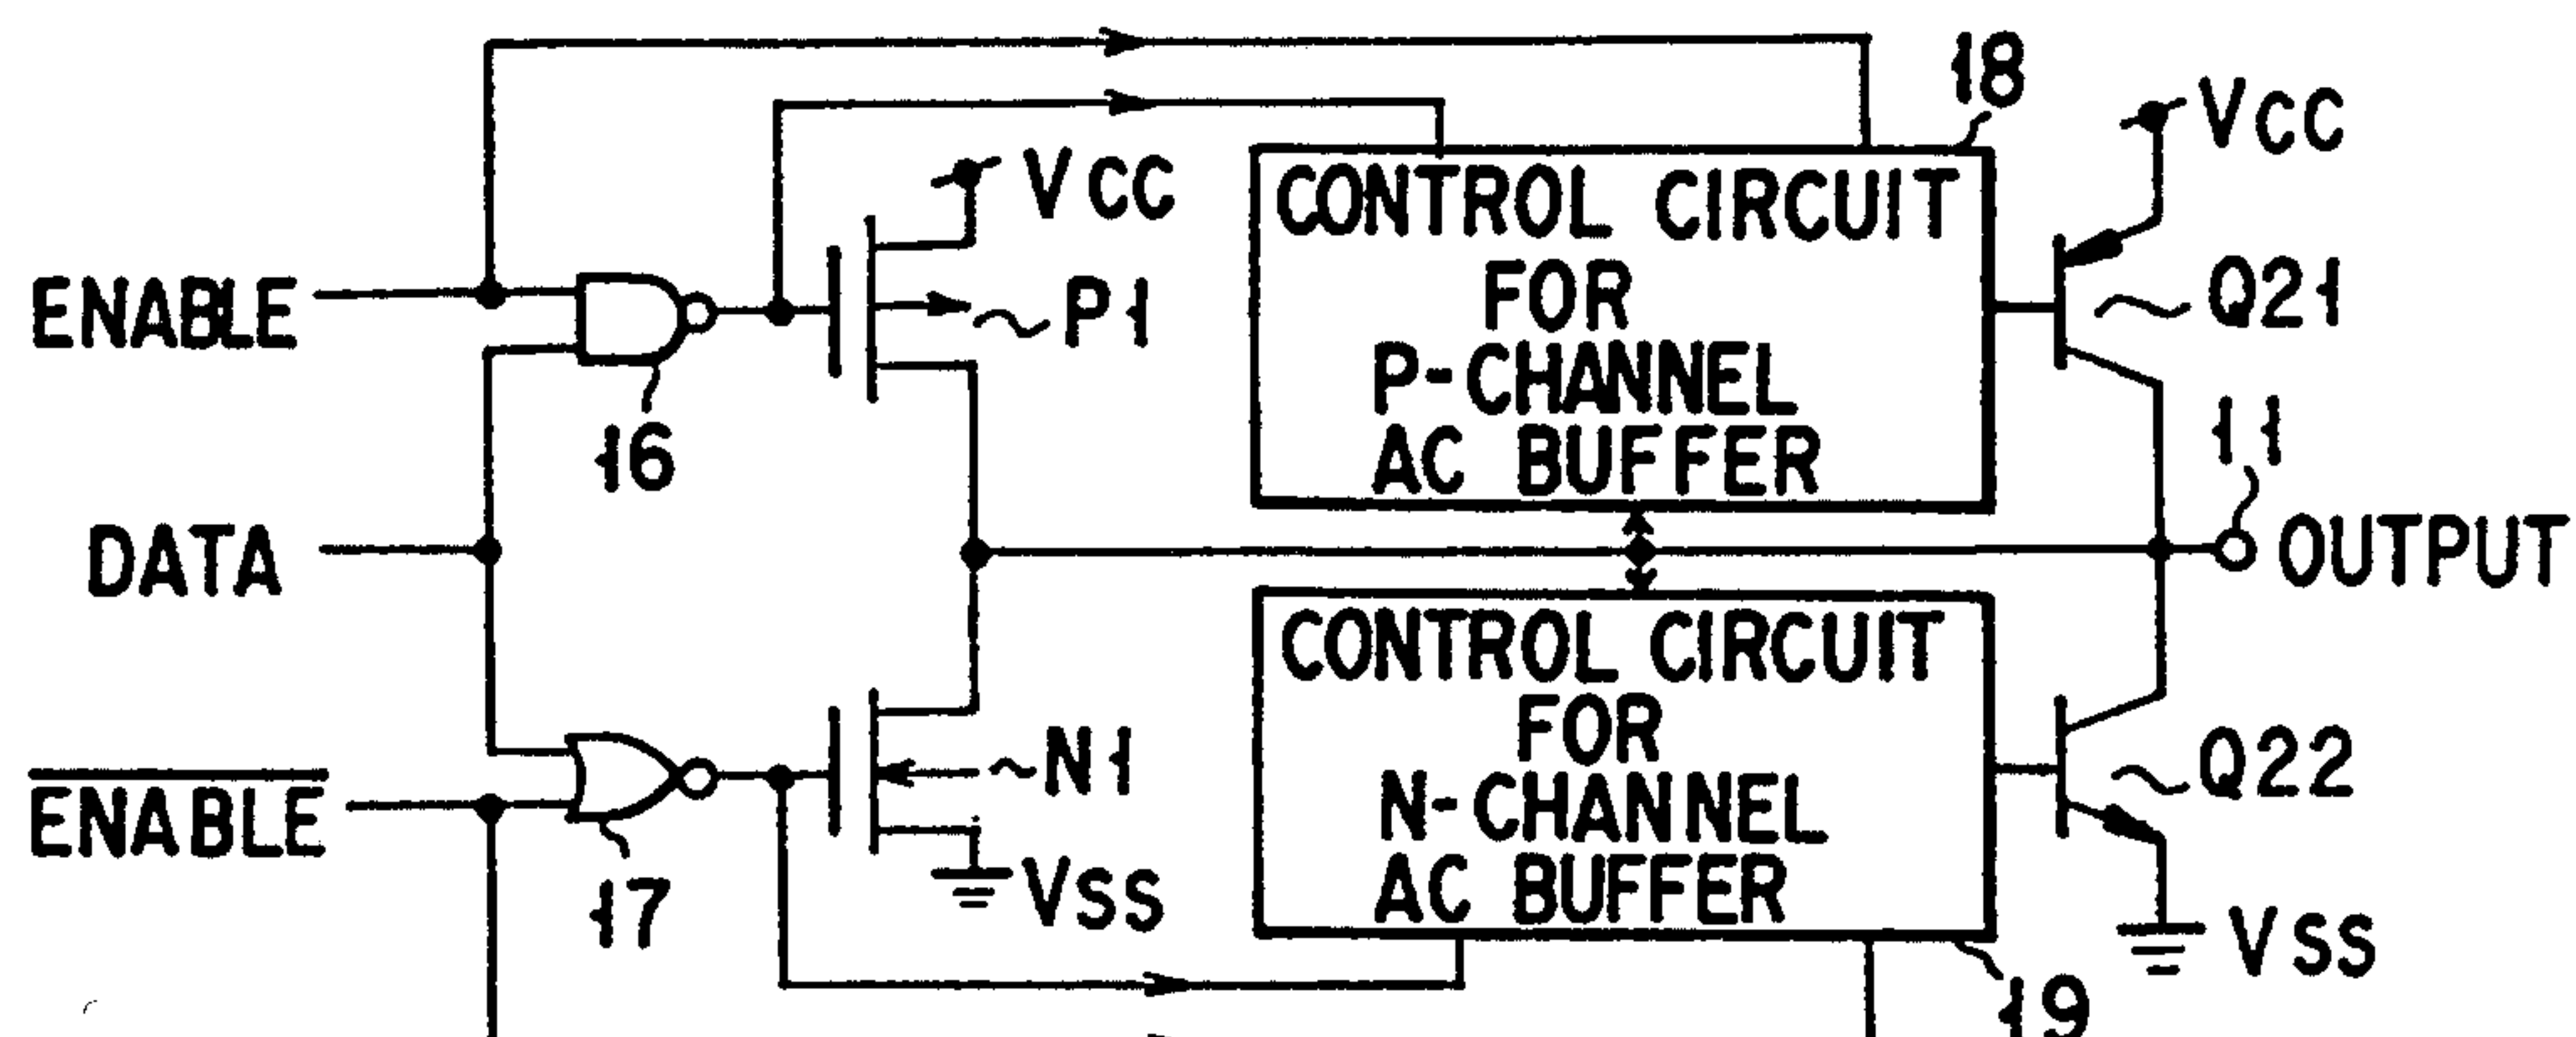 18
VCC
VCC
CONTROL CIRCUIT
FOR
P-CHANNEL
AC BUFFER
ENABLE
P1
Q21
16
11
DATA
OUTPUT
CONTROL CIRCUIT
FOR
N-CHANNEL
AC BUFFER
N1
Q22
ENABLE
17
VSS
VSS
19